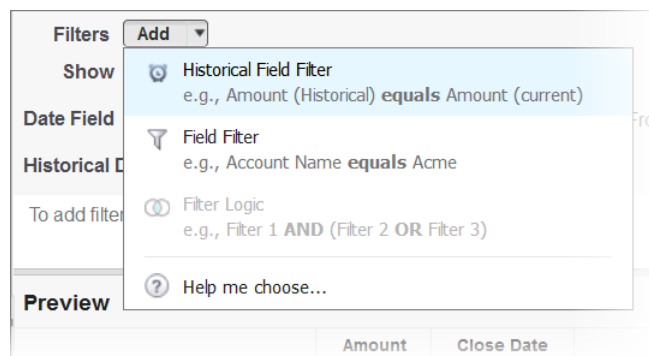 Filters Add
Show
Historical Field Filter
e.g., Amount (Historical) equals Amount (current)
Date Field
Field Filter
e.g., Account Name equals Acme
Historical D
To add filter
Filter Logic
e.g., Filter 1 AND (Filter 2 OR Filter 3)
Help me choose...
Preview
Amount Close Date